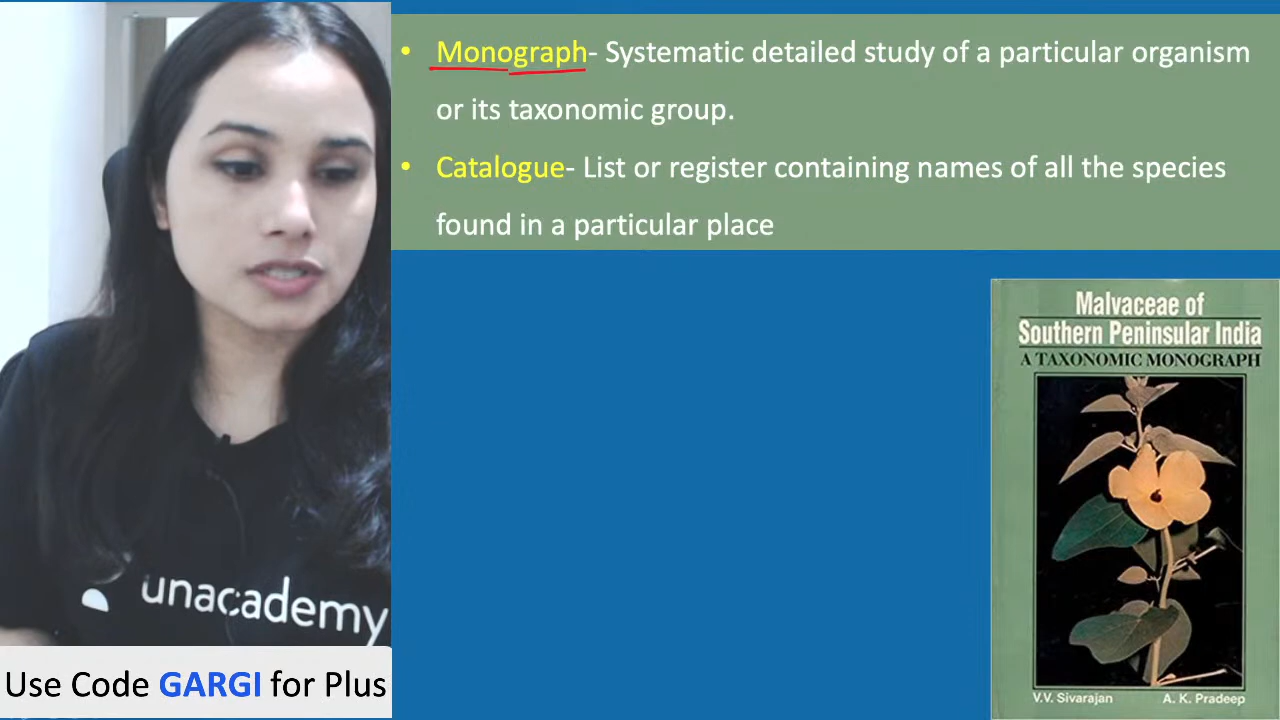 • Monograph- Systematic detailed study of a particular organism
or its taxonomic group.
• Catalogue- List or register containing names of all the species
found in a particular place
Malvaceae of
Southern Peninsular India
A TAXONOMIC MONOGRAPH
V.V. Sivarajan A. K. Pradeep
unacademy
Use Code GARGI for Plus